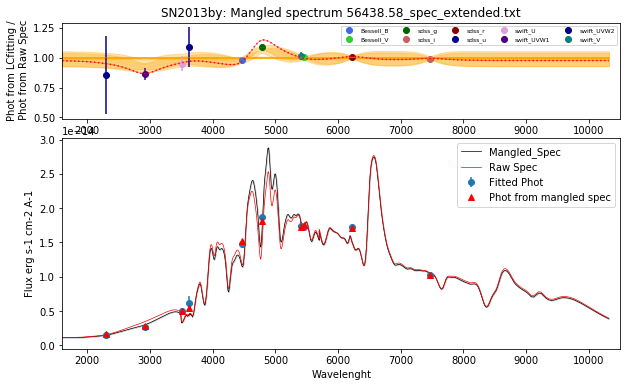 SN2013by: Mangled spectrum 56438.58_spec_extended.txt
Phot from LCfitting /
Phot from Raw Spec
1.25
1.00
0.75
0.50
Bessell_B
sdss_g
sdss_r
swift_U
swift_UVW2
Bessell_V
sdss_i
sdss_u
swift_UVW1
swift_V
2000
3000
4000
5000
6000
7000
8000
9000
10000
1e−14
Flux erg s-1 cm-2 A-1
3.0
2.5
2.0
1.5
1.0
0.5
0.0
Mangled_Spec
Raw Spec
Fitted Phot
Phot from mangled spec
2000
3000
4000
5000
6000
7000
8000
9000
10000
Wavelenght